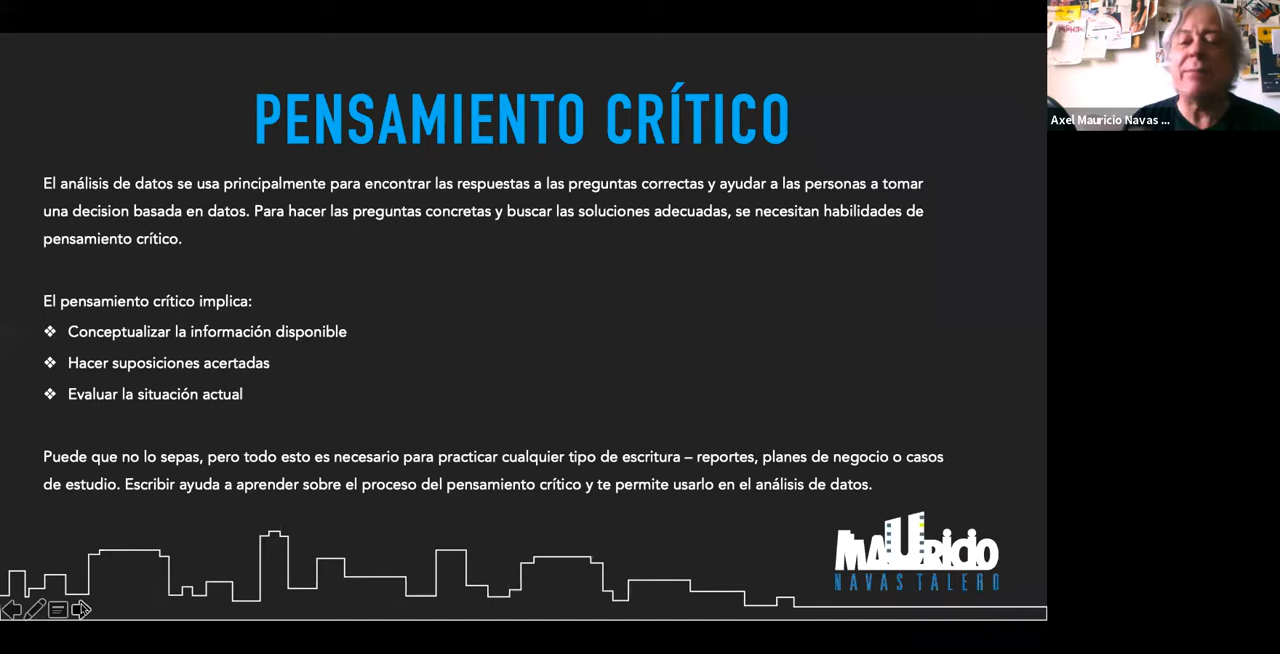 PENSAMIENTO CRÍTICO
El análisis de datos se usa principalmente para encontrar las respuestas a las preguntas correctas y ayudar a las personas a tomar
una decision basada en datos. Para hacer las preguntas concretas y buscar las soluciones adecuadas, se necesitan habilidades de
pensamiento crítico.
El pensamiento crítico implica:
❖ Conceptualizar la información disponible
❖ Hacer suposiciones acertadas
❖ Evaluar la situación actual
Puede que no lo sepas, pero todo esto es necesario para practicar cualquier tipo de escritura – reportes, planes de negocio o casos
de estudio. Escribir ayuda a aprender sobre el proceso del pensamiento crítico y te permite usarlo en el análisis de datos.
MAURICIO
NAVAS TALERO
Axel Mauricio Navas ...